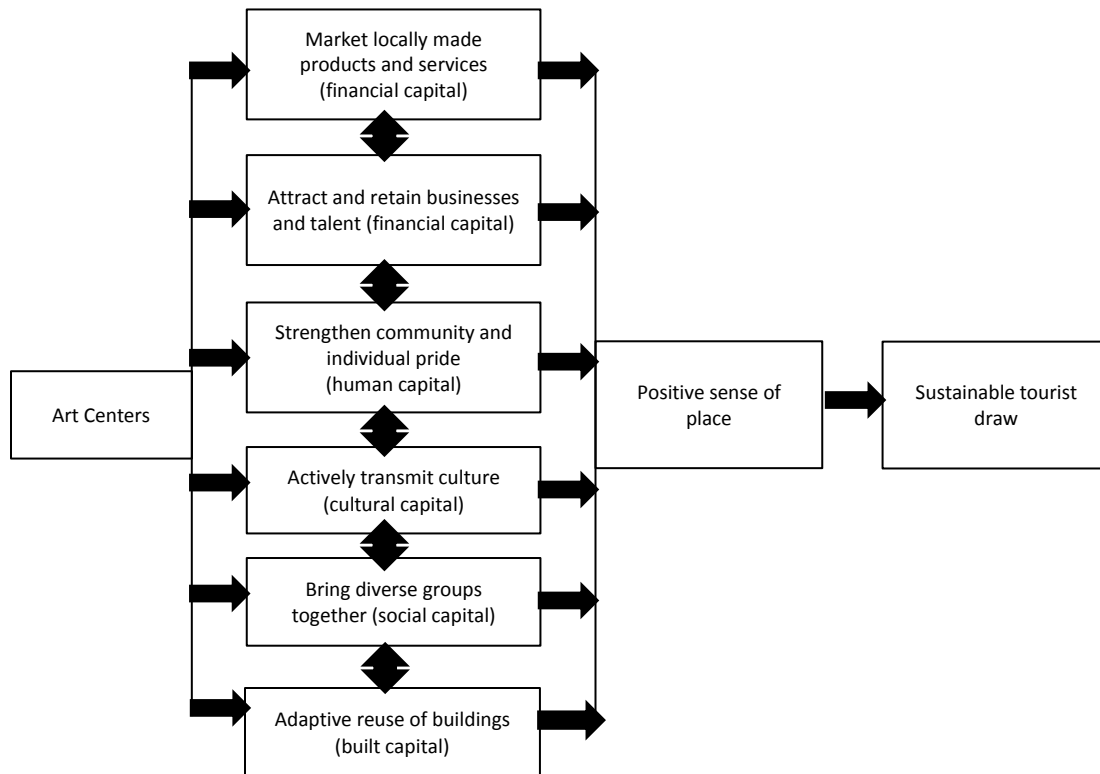 Market locally made
products and services
(financial capital)
Attract and retain businesses
and talent (financial capital)
Strengthen community and
individual pride
(human capital)
Art Centers
Positive sense of
place
Sustainable tourist
draw
Actively transmit culture
(cultural capital)
Bring diverse groups
together (social capital)
Adaptive reuse of buildings
(built capital)